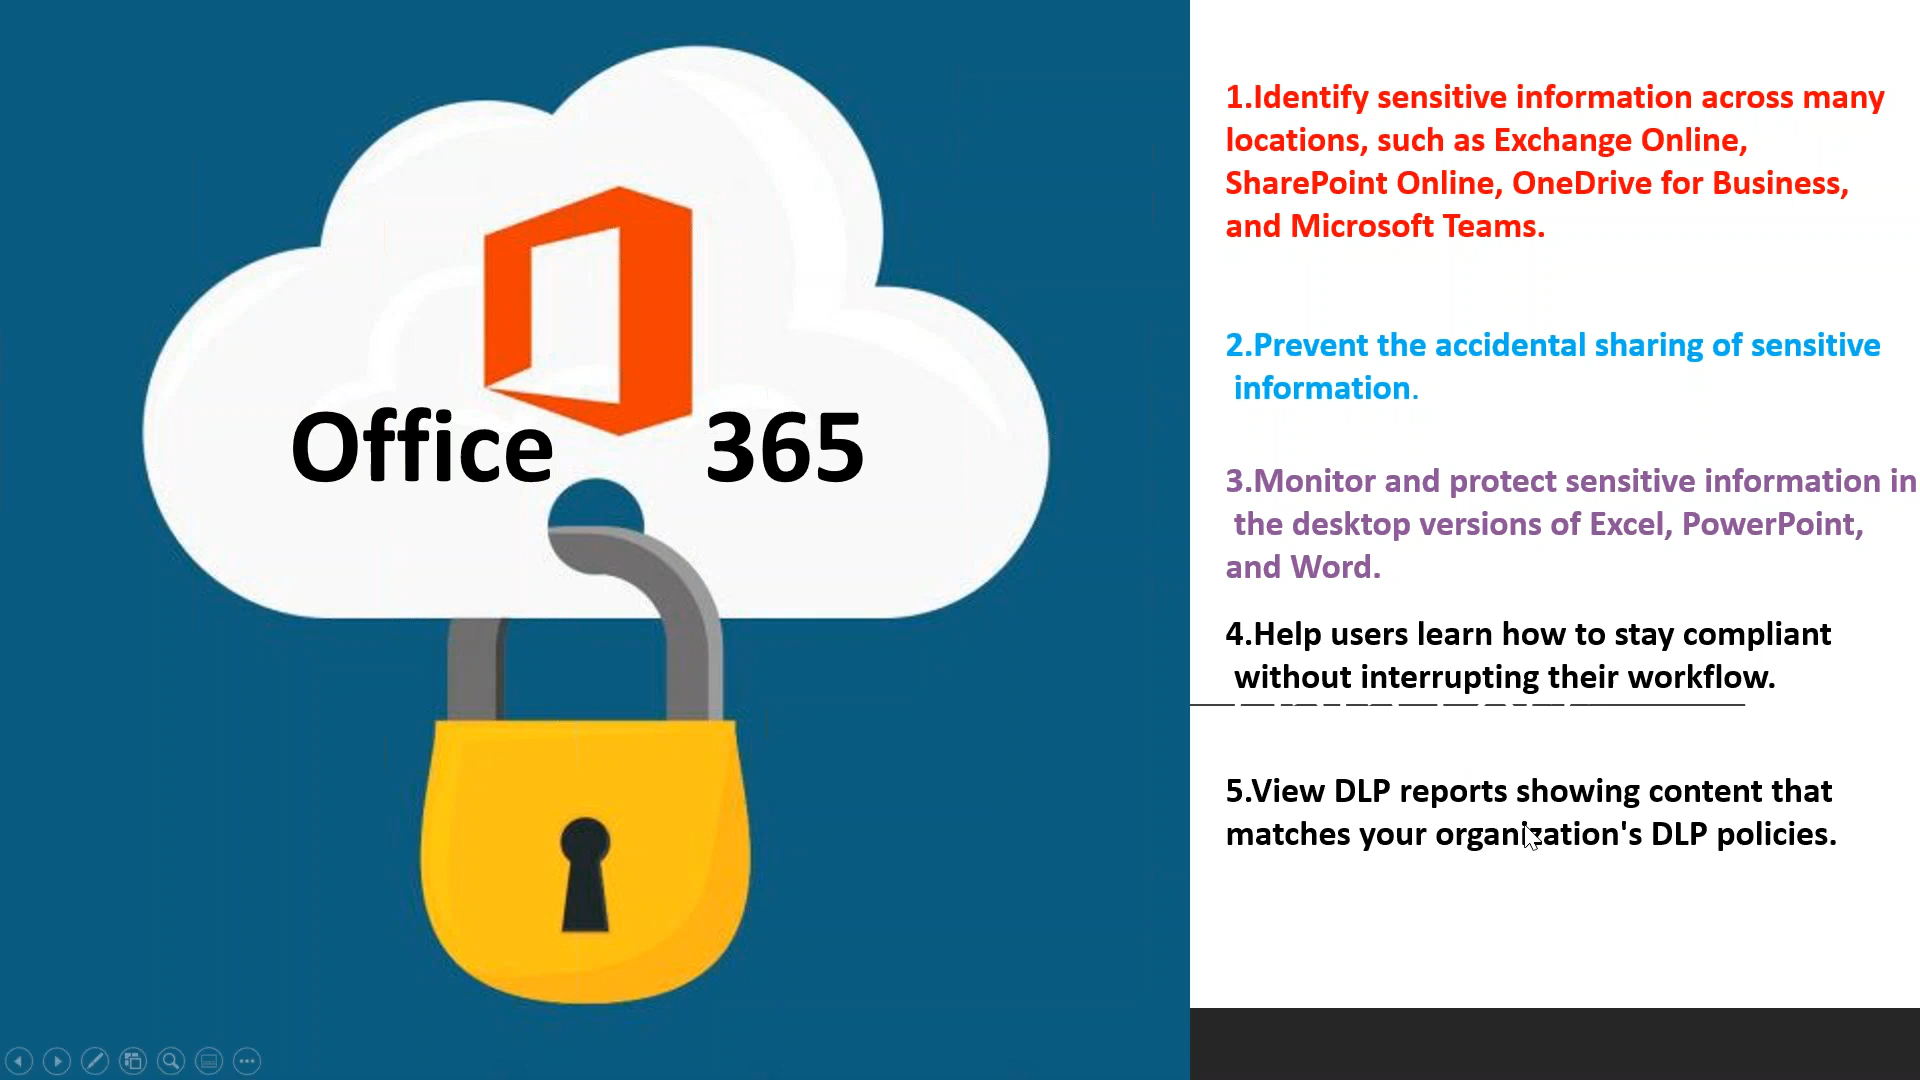 Office 365
1.Identify sensitive information across many
locations, such as Exchange Online,
SharePoint Online, OneDrive for Business,
and Microsoft Teams.
2.Prevent the accidental sharing of sensitive
information.
3.Monitor and protect sensitive information in
the desktop versions of Excel, PowerPoint,
and Word.
4.Help users learn how to stay compliant
without interrupting their workflow.
5.View DLP reports showing content that
matches your organization's DLP policies.